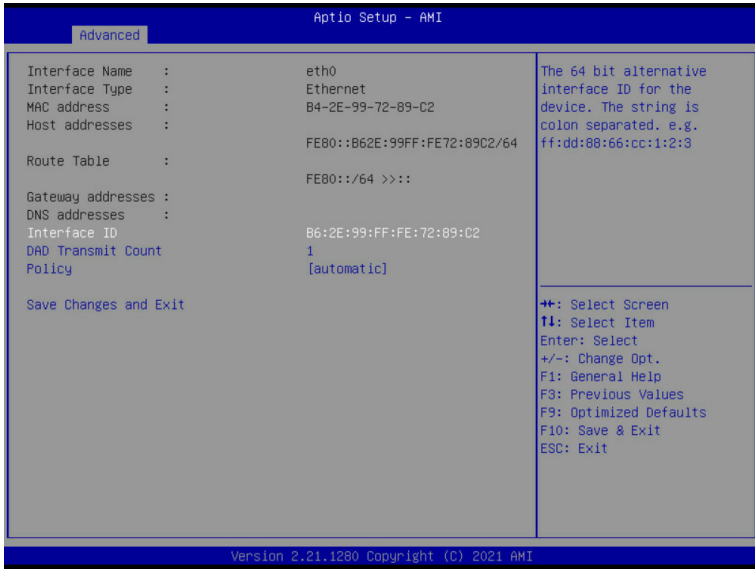 Aptio Setup - AMI
Advanced
Interface Name : eth0
Interface Type : Ethernet
MAC address : B4-2E-99-72-89-C2
Host addresses :
FE80::B62E:99FF:FE72:89C2/64
Route Table :
FE80::/64 >>::
Gateway addresses :
DNS addresses :
Interface ID B6:2E:99:FF:FE:72:89:C2
DAD Transmit Count 1
Policy [automatic]
Save Changes and Exit
The 64 bit alternative
interface ID for the
device. The string is
colon separated. e.g.
ff:dd:88:66:cc:1:2:3
→←: Select Screen
↑↓: Select Item
Enter: Select
+/-: Change Opt.
F1: General Help
F3: Previous Values
F9: Optimized Defaults
F10: Save & Exit
ESC: Exit
Version 2.21.1280 Copyright (C) 2021 AMI